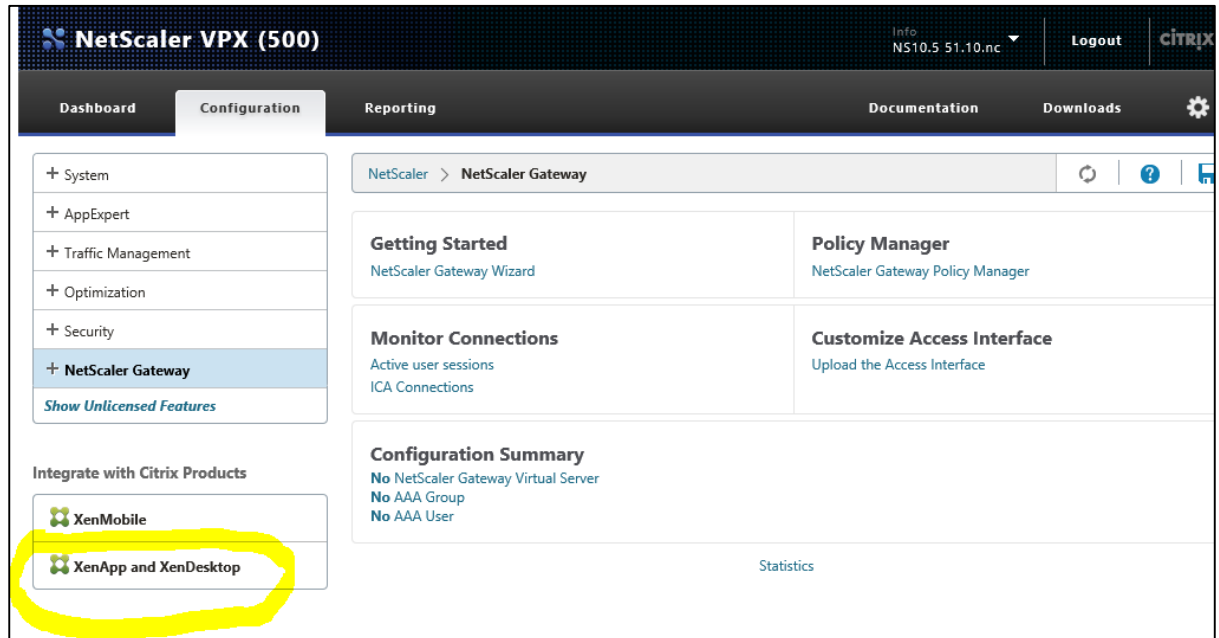 NetScaler VPX (500)
Info
NS10.5 51.10.nc
Logout
CİTRIX
Dashboard
Configuration
Reporting
Documentation
Downloads
+ System
+ AppExpert
+ Traffic Management
+ Optimization
+ Security
+ NetScaler Gateway
Show Unlicensed Features
Integrate with Citrix Products
XenMobile
XenApp and XenDesktop
NetScaler > NetScaler Gateway
Getting Started
NetScaler Gateway Wizard
Policy Manager
NetScaler Gateway Policy Manager
Monitor Connections
Active user sessions
ICA Connections
Customize Access Interface
Upload the Access Interface
Configuration Summary
No NetScaler Gateway Virtual Server
No AAA Group
No AAA User
Statistics